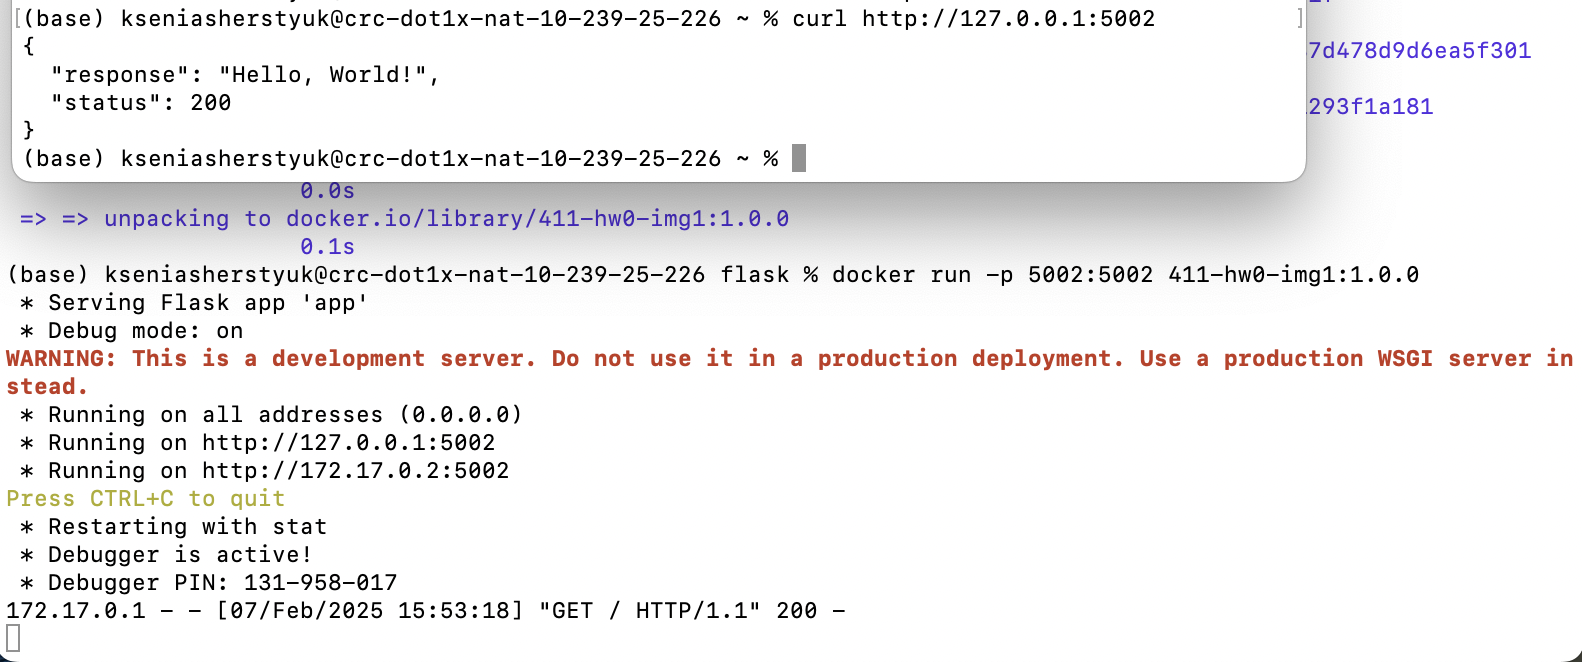 [(base) kseniasherstyuk@crc-dot1x-nat-10-239-25-226 ~ % curl http://127.0.0.1:5002 ]
{
  "response": "Hello, World!",
  "status": 200
}
(base) kseniasherstyuk@crc-dot1x-nat-10-239-25-226 ~ %
7d478d9d6ea5f301
293f1a181
0.0s
=> => unpacking to docker.io/library/411-hw0-img1:1.0.0
0.1s
(base) kseniasherstyuk@crc-dot1x-nat-10-239-25-226 flask % docker run -p 5002:5002 411-hw0-img1:1.0.0
 * Serving Flask app 'app'
 * Debug mode: on
WARNING: This is a development server. Do not use it in a production deployment. Use a production WSGI server in
stead.
 * Running on all addresses (0.0.0.0)
 * Running on http://127.0.0.1:5002
 * Running on http://172.17.0.2:5002
Press CTRL+C to quit
 * Restarting with stat
 * Debugger is active!
 * Debugger PIN: 131-958-017
172.17.0.1 - - [07/Feb/2025 15:53:18] "GET / HTTP/1.1" 200 -